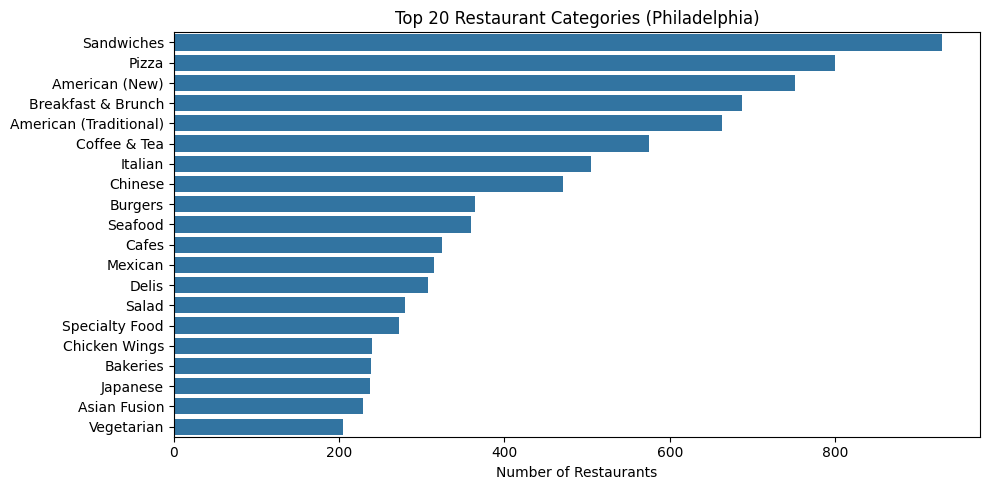 Top 20 Restaurant Categories (Philadelphia)
Sandwiches
Pizza
American (New)
Breakfast & Brunch
American (Traditional)
Coffee & Tea
Italian
Chinese
Burgers
Seafood
Cafes
Mexican
Delis
Salad
Specialty Food
Chicken Wings
Bakeries
Japanese
Asian Fusion
Vegetarian
0 200 400 600 800
Number of Restaurants